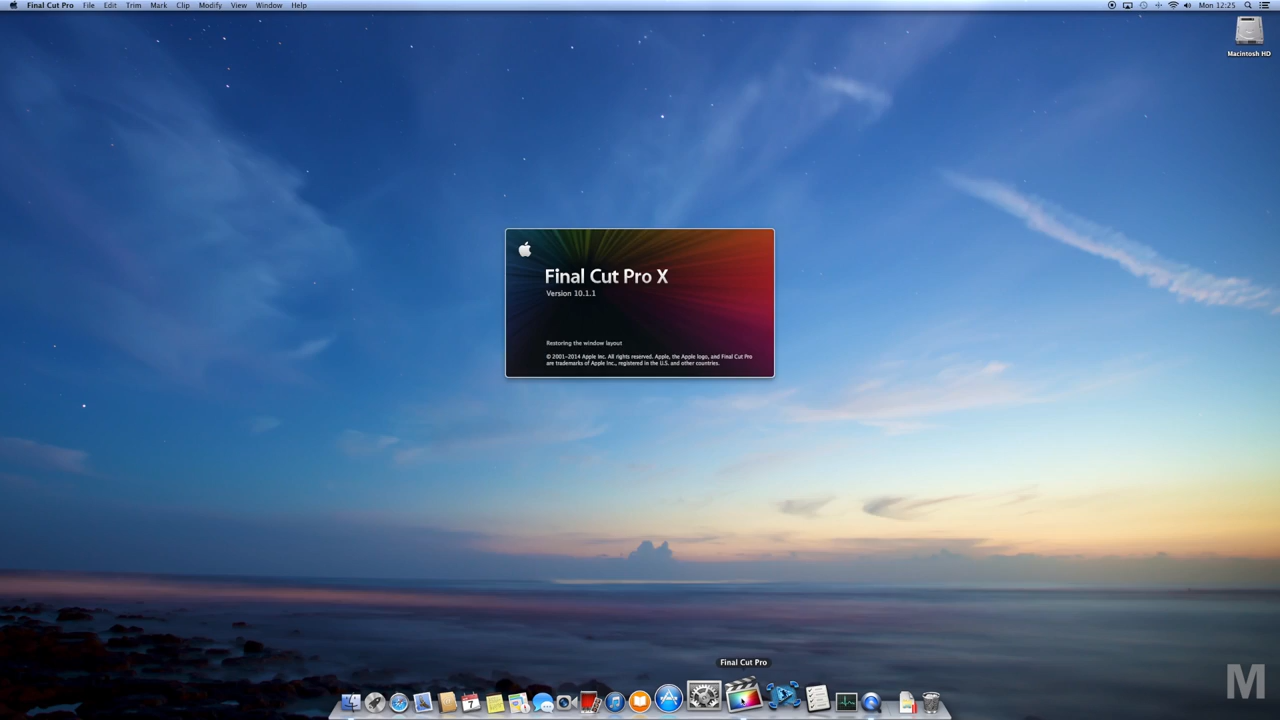 Final Cut Pro File Edit Trim Mark Clip Modify View Window Help
Mon 12:25
Macintosh HD
Final Cut Pro X
Version 10.1.1
Restoring the window layout
© 2001–2014 Apple Inc. All rights reserved. Apple, the Apple logo, and Final Cut Pro
are trademarks of Apple Inc., registered in the U.S. and other countries.
Final Cut Pro
7
M